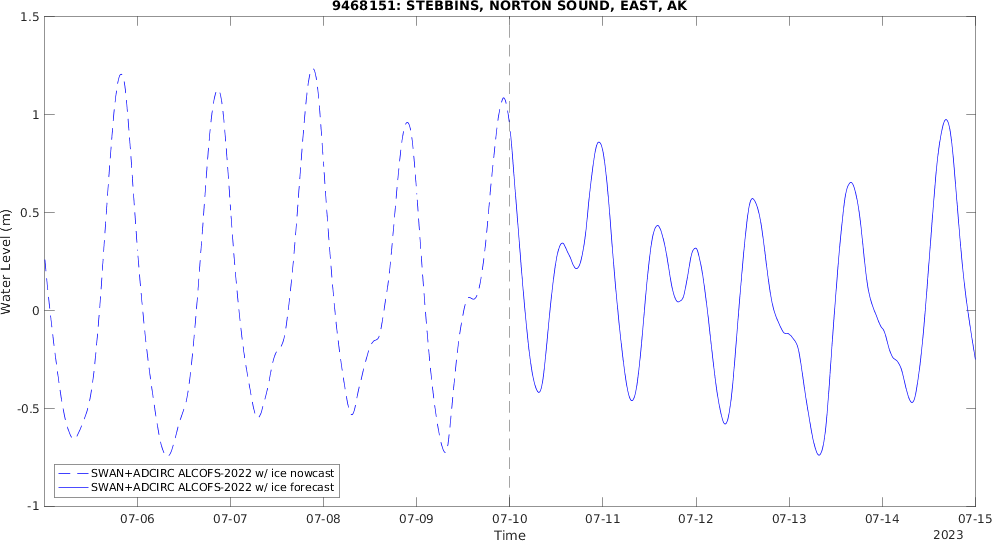 9468151: STEBBINS, NORTON SOUND, EAST, AK
1.5
1
0.5
0
-0.5
-1
Water Level (m)
SWAN+ADCIRC ALCOFS-2022 w/ ice nowcast
SWAN+ADCIRC ALCOFS-2022 w/ ice forecast
07-06 07-07 07-08 07-09 07-10 07-11 07-12 07-13 07-14 07-15
Time
2023